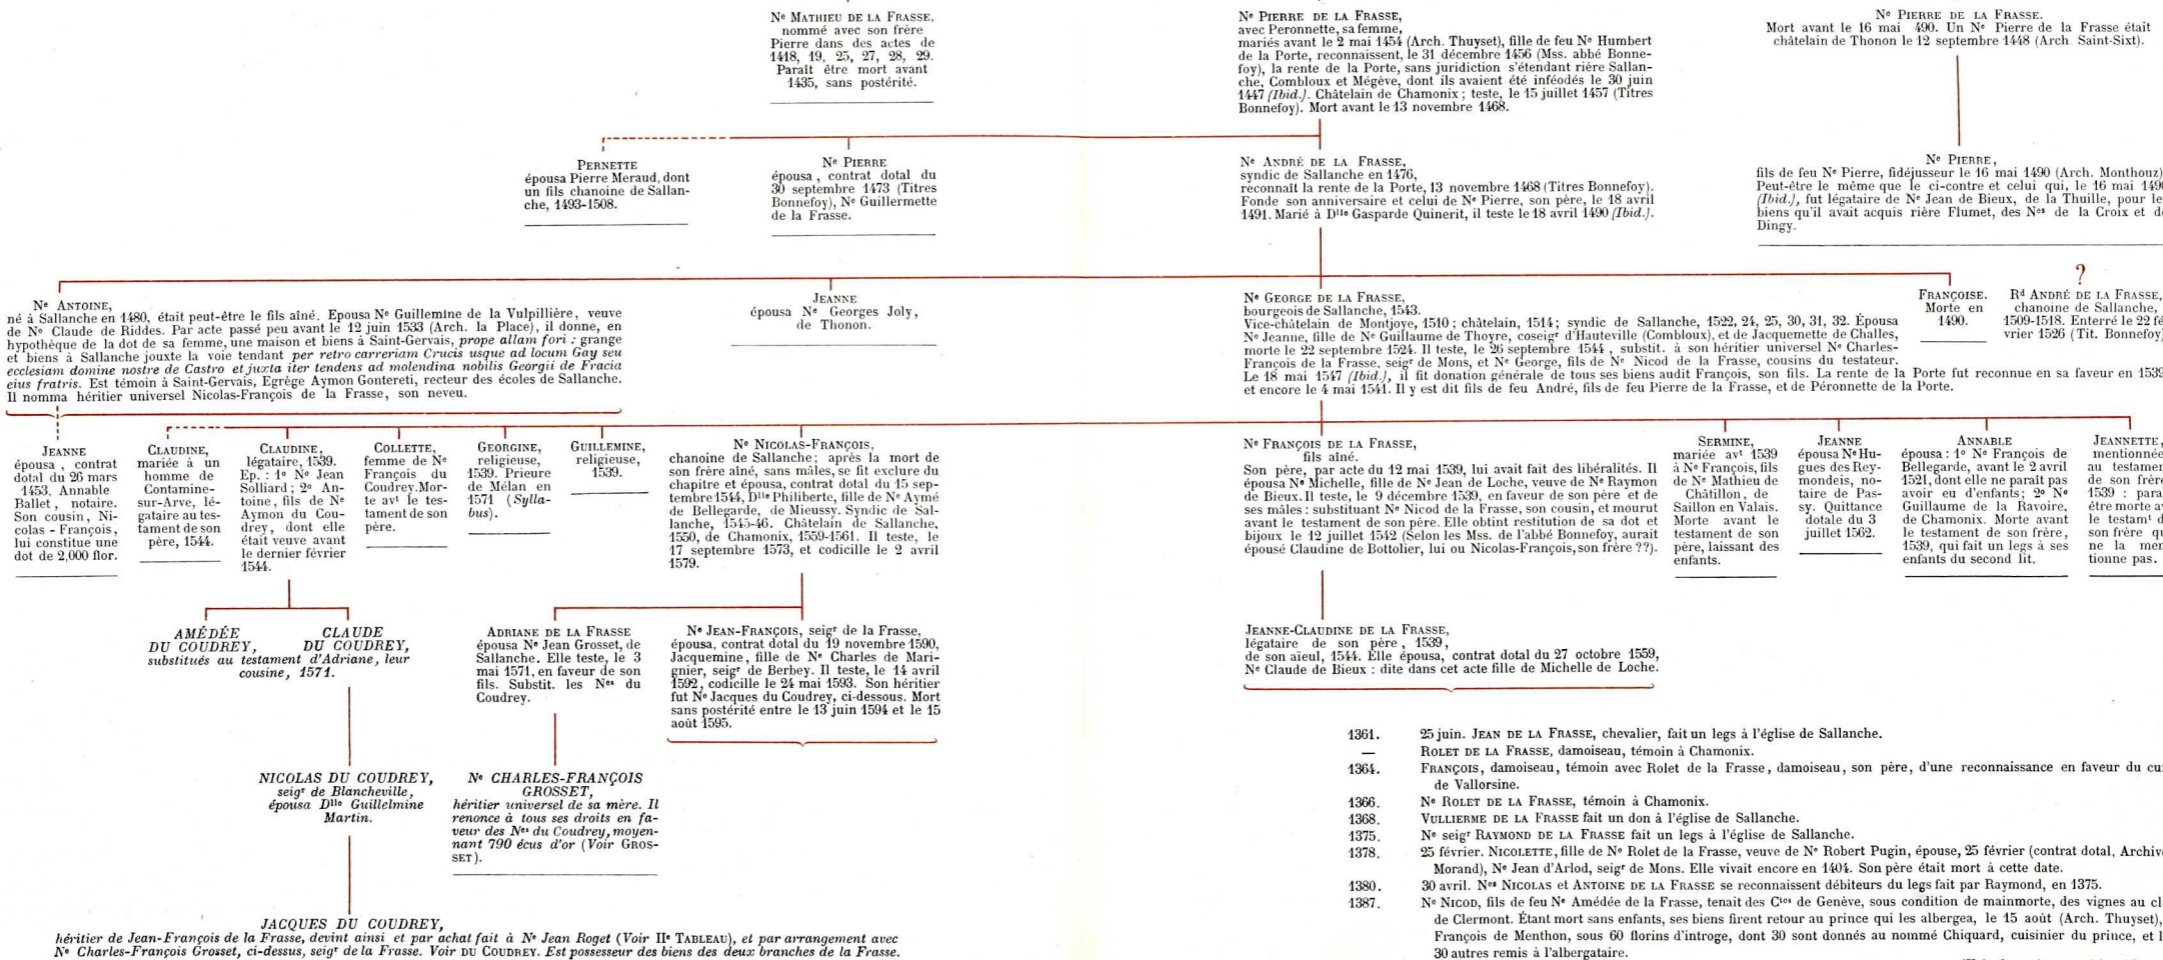 Nᵉ MATHIEU DE LA FRASSE,
nommé avec son frère
Pierre dans des actes de
1418, 19, 25, 27, 28, 29.
Paraît être mort avant
1435, sans postérité.
Nᵉ PIERRE DE LA FRASSE,
avec Peronnette, sa femme,
mariés avant le 2 mai 1454 (Arch. Thuyset), fille de feu Nᵉ Humbert
de la Porte, reconnaissent, le 31 décembre 1456 (Mss. abbé Bonne-
foy), la rente de la Porte, sans juridiction s'étendant rière Sallan-
che, Combloux et Mégève, dont ils avaient été inféodés le 30 juin
1447 (Ibid.). Châtelain de Chamonix ; teste, le 15 juillet 1457 (Titres
Bonnefoy). Mort avant le 13 novembre 1468.
Nᵉ PIERRE DE LA FRASSE.
Mort avant le 16 mai 490. Un Nᵉ Pierre de la Frasse était
châtelain de Thonon le 12 septembre 1448 (Arch. Saint-Sixt).
PERNETTE
épousa Pierre Meraud, dont
un fils chanoine de Sallan-
che, 1493-1508.
Nᵉ PIERRE
épousa, contrat dotal du
30 septembre 1473 (Titres
Bonnefoy), Nᵉ Guillermette
de la Frasse.
Nᵉ ANDRÉ DE LA FRASSE,
syndic de Sallanche en 1476,
reconnaît la rente de la Porte, 13 novembre 1468 (Titres Bonnefoy).
Fonde son anniversaire et celui de Nᵉ Pierre, son père, le 18 avril
1491. Marié à Dˡˡᵉ Gasparde Quinerit, il teste le 18 avril 1490 (Ibid.).
Nᵉ PIERRE,
fils de feu Nᵉ Pierre, fidéjusseur le 16 mai 1490 (Arch. Monthouz)
Peut-être le même que le ci-contre et celui qui, le 16 mai 149
(Ibid.), fut légataire de Nᵉ Jean de Bieux, de la Thuille, pour le
biens qu'il avait acquis rière Flumet, des Nᵉˢ de la Croix et d
Dingy.
Nᵉ ANTOINE,
né à Sallanche en 1480, était peut-être le fils aîné. Epousa Nᵉ Guillemine de la Vulpillière, veuve
de Nᵉ Claude de Riddes. Par acte passé peu avant le 12 juin 1533 (Arch. la Place), il donne, en
hypothèque de la dot de sa femme, une maison et biens à Saint-Gervais, prope allam fori : grange
et biens à Sallanche jouxte la voie tendant per retro carreriam Crucis usque ad locum Gay seu
ecclesiam domine nostre de Castro et juxta iter tendens ad molendina nobilis Georgii de Fracia
eius fratris. Est témoin à Saint-Gervais, Egrège Aymon Gontereti, recteur des écoles de Sallanche.
Il nomma héritier universel Nicolas-François de la Frasse, son neveu.
JEANNE
épousa Nᵉ Georges Joly,
de Thonon.
Nᵉ GEORGE DE LA FRASSE,
bourgeois de Sallanche, 1543.
Vice-châtelain de Montjoye, 1510 ; châtelain, 1514 ; syndic de Sallanche, 1522, 24, 25, 30, 31, 32. Épousa
Nᵉ Jeanne, fille de Nᵉ Guillaume de Thoyre, coseigʳ d'Hauteville (Combloux), et de Jacquemette de Challes,
morte le 22 septembre 1524. Il teste, le 26 septembre 1544, substit. à son héritier universel Nᵉ Charles-
François de la Frasse, seigʳ de Mons, et Nᵉ George, fils de Nᵉ Nicod de la Frasse, cousins du testateur.
Le 18 mai 1547 (Ibid.), il fit donation générale de tous ses biens audit François, son fils. La rente de la Porte fut reconnue en sa faveur en 1539
et encore le 4 mai 1541. Il y est dit fils de feu André, fils de feu Pierre de la Frasse, et de Péronnette de la Porte.
FRANÇOISE.
Morte en
1490.
?
Rᵈ ANDRÉ DE LA FRASSE,
chanoine de Sallanche,
1509-1518. Enterré le 22 fé
vrier 1526 (Tit. Bonnefoy)
JEANNE
épousa, contrat
dotal du 26 mars
1453, Annable
Ballet, notaire.
Son cousin, Ni-
colas - François,
lui constitue une
dot de 2,000 flor.
CLAUDINE,
mariée à un
homme de
Contamine-
sur-Arve, lé-
gataire au tes-
tament de son
père, 1544.
CLAUDINE,
légataire, 1539.
Ep. : 1º Nᵉ Jean
Solliard ; 2º An-
toine, fils de Nᵉ
Aymon du Cou-
drey, dont elle
était veuve avant
le dernier février
1544.
COLLETTE,
femme de Nᵉ
François du
Coudrey. Mor-
te avᵗ le tes-
tament de son
père.
GEORGINE,
religieuse,
1539. Prieure
de Mélan en
1571 (Sylla-
bus).
GUILLEMINE,
religieuse,
1539.
Nᵉ NICOLAS-FRANÇOIS,
chanoine de Sallanche ; après la mort de
son frère aîné, sans mâles, se fit exclure du
chapitre et épousa, contrat dotal du 15 sep-
tembre 1544, Dˡˡᵉ Philiberte, fille de Nᵉ Aymé
de Bellegarde, de Mieussy. Syndic de Sal-
lanche, 1545-46. Châtelain de Sallanche,
1550, de Chamonix, 1559-1561. Il teste, le
17 septembre 1573, et codicille le 2 avril
1579.
Nᵉ FRANÇOIS DE LA FRASSE,
fils aîné.
Son père, par acte du 12 mai 1539, lui avait fait des libéralités. Il
épousa Nᵉ Michelle, fille de Nᵉ Jean de Loche, veuve de Nᵉ Raymon
de Bieux. Il teste, le 9 décembre 1539, en faveur de son père et de
ses mâles : substituant Nᵉ Nicod de la Frasse, son cousin, et mourut
avant le testament de son père. Elle obtint restitution de sa dot et
bijoux le 12 juillet 1542 (Selon les Mss. de l'abbé Bonnefoy, aurait
épousé Claudine de Bottolier, lui ou Nicolas-François, son frère ??).
SERMINE,
mariée avᵗ 1539
à Nᵉ François, fils
de Nᵉ Mathieu de
Châtillon, de
Saillon en Valais.
Morte avant le
testament de son
père, laissant des
enfants.
JEANNE
épousa Nᵉ Hu-
gues des Rey-
mondeis, no-
taire de Pas-
sy. Quittance
dotale du 3
juillet 1562.
ANNABLE
épousa : 1º Nᵉ François de
Bellegarde, avant le 2 avril
1521, dont elle ne paraît pas
avoir eu d'enfants ; 2º Nᵉ
Guillaume de la Ravoire,
de Chamonix. Morte avant
le testament de son frère,
1539, qui fait un legs à ses
enfants du second lit.
JEANNETTE,
mentionnée
au testamen
de son frère
1539 : para
être morte a
le testamᵗ d
son frère qu
ne la men
tionne pas.
AMÉDÉE
DU COUDREY,
CLAUDE
DU COUDREY,
substitués au testament d'Adriane, leur
cousine, 1571.
ADRIANE DE LA FRASSE
épousa Nᵉ Jean Grosset, de
Sallanche. Elle teste, le 3
mai 1571, en faveur de son
fils. Substit. les Nᵉˢ du
Coudrey.
Nᵉ JEAN-FRANÇOIS, seigʳ de la Frasse,
épousa, contrat dotal du 19 novembre 1590,
Jacquemine, fille de Nᵉ Charles de Mari-
gnier, seigʳ de Berbey. Il teste, le 14 avril
1592, codicille le 24 mai 1593. Son héritier
fut Nᵉ Jacques du Coudrey, ci-dessous. Mort
sans postérité entre le 13 juin 1594 et le 15
août 1595.
JEANNE-CLAUDINE DE LA FRASSE,
légataire de son père, 1539,
de son aïeul, 1544. Elle épousa, contrat dotal du 27 octobre 1559,
Nᵉ Claude de Bieux : dite dans cet acte fille de Michelle de Loche.
NICOLAS DU COUDREY,
seigʳ de Blancheville,
épousa Dˡˡᵉ Guillelmine
Martin.
Nᵉ CHARLES-FRANÇOIS
GROSSET,
héritier universel de sa mère. Il
renonce à tous ses droits en fa-
veur des Nᵉˢ du Coudrey, moyen-
nant 790 écus d'or (Voir GROS-
SET).
JACQUES DU COUDREY,
héritier de Jean-François de la Frasse, devint ainsi et par achat fait à Nᵉ Jean Roget (Voir IIᵉ TABLEAU), et par arrangement avec
Nᵉ Charles-François Grosset, ci-dessus, seigʳ de la Frasse. Voir DU COUDREY. Est possesseur des biens des deux branches de la Frasse.
1361. 25 juin. JEAN DE LA FRASSE, chevalier, fait un legs à l'église de Sallanche.
— ROLET DE LA FRASSE, damoiseau, témoin à Chamonix.
1364. FRANÇOIS, damoiseau, témoin avec Rolet de la Frasse, damoiseau, son père, d'une reconnaissance en faveur du cu
de Vallorsine.
1366. Nᵉ ROLET DE LA FRASSE, témoin à Chamonix.
1368. VULLIERME DE LA FRASSE fait un don à l'église de Sallanche.
1375. Nᵉ seigʳ RAYMOND DE LA FRASSE fait un legs à l'église de Sallanche.
1378. 25 février. NICOLETTE, fille de Nᵉ Rolet de la Frasse, veuve de Nᵉ Robert Pugin, épouse, 25 février (contrat dotal, Archiv
Morand), Nᵉ Jean d'Arlod, seigʳ de Mons. Elle vivait encore en 1404. Son père était mort à cette date.
1380. 30 avril. Nᵉˢ NICOLAS et ANTOINE DE LA FRASSE se reconnaissent débiteurs du legs fait par Raymond, en 1375.
1387. Nᵉ NICOD, fils de feu Nᵉ Amédée de la Frasse, tenait des Cᵗᵉˢ de Genève, sous condition de mainmorte, des vignes au cl
de Clermont. Étant mort sans enfants, ses biens firent retour au prince qui les albergea, le 15 août (Arch. Thuyset),
François de Menthon, sous 60 florins d'introge, dont 30 sont donnés au nommé Chiquard, cuisinier du prince, et l
30 autres remis à l'albergataire.